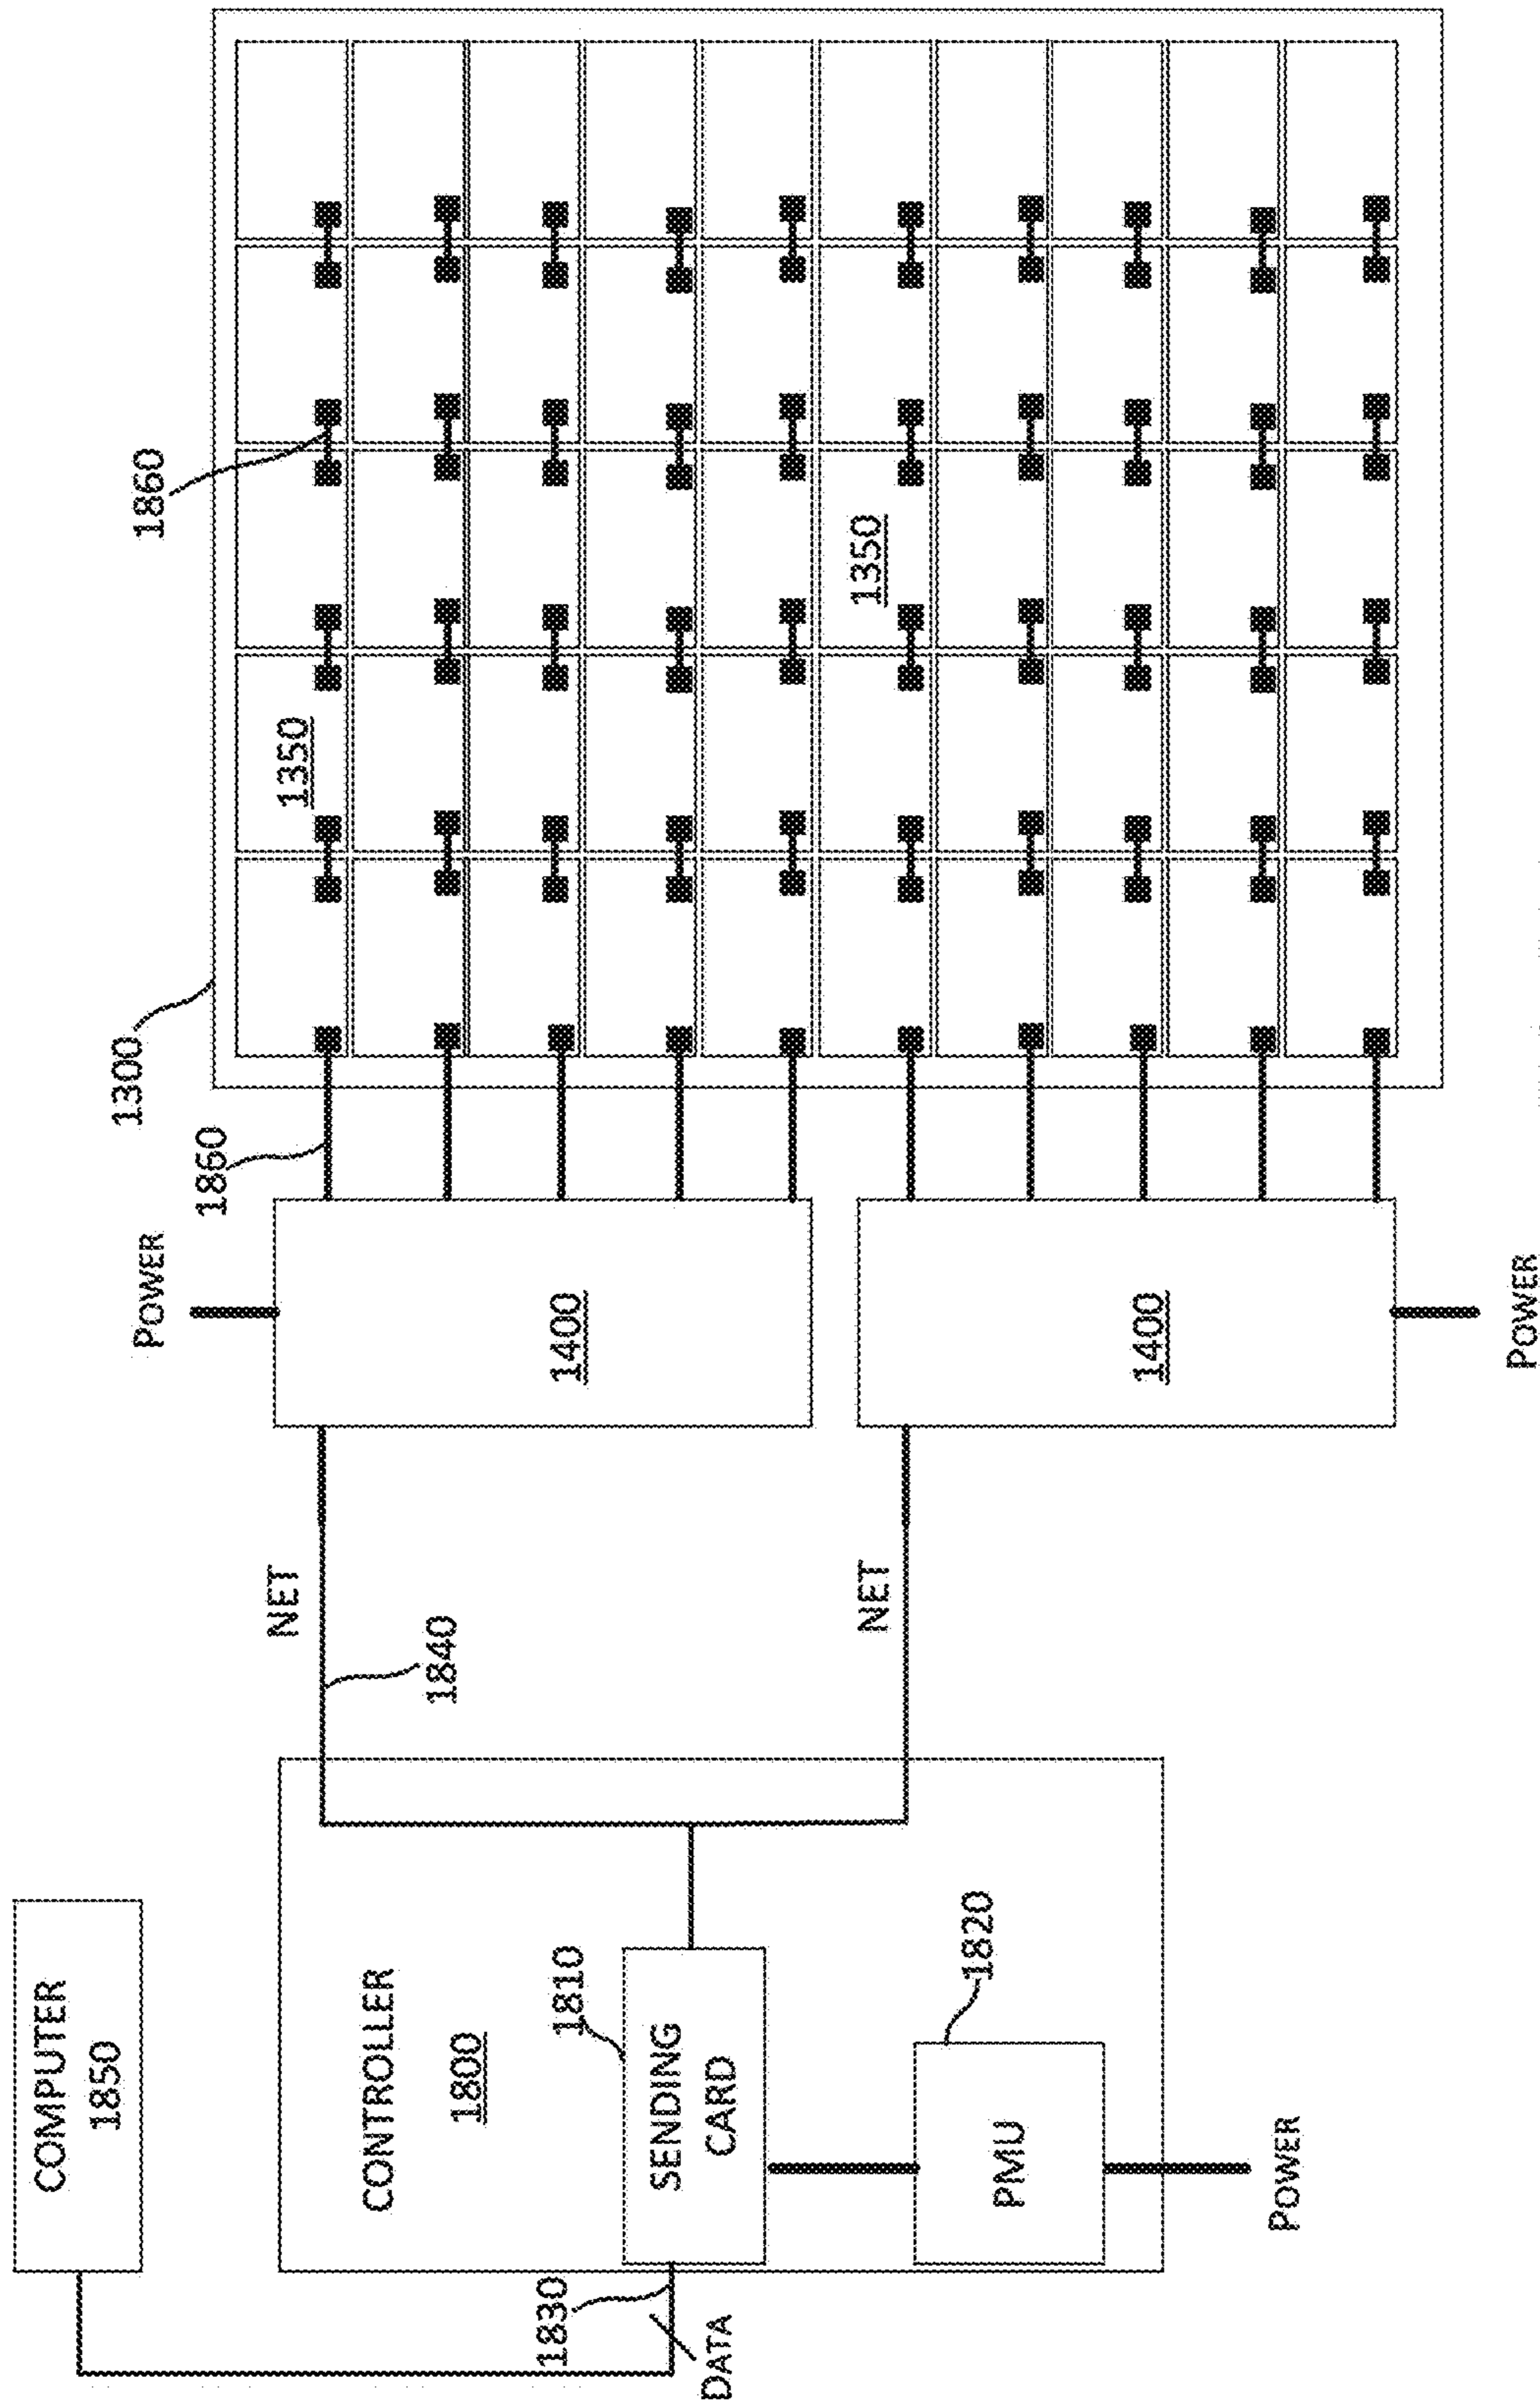 COMPUTER
1850
CONTROLLER
1800
1810
SENDING
CARD
1820
PMU
POWER
1830
DATA
NET
1840
NET
POWER
1400
1400
POWER
1860
1300
1350
1860
1350